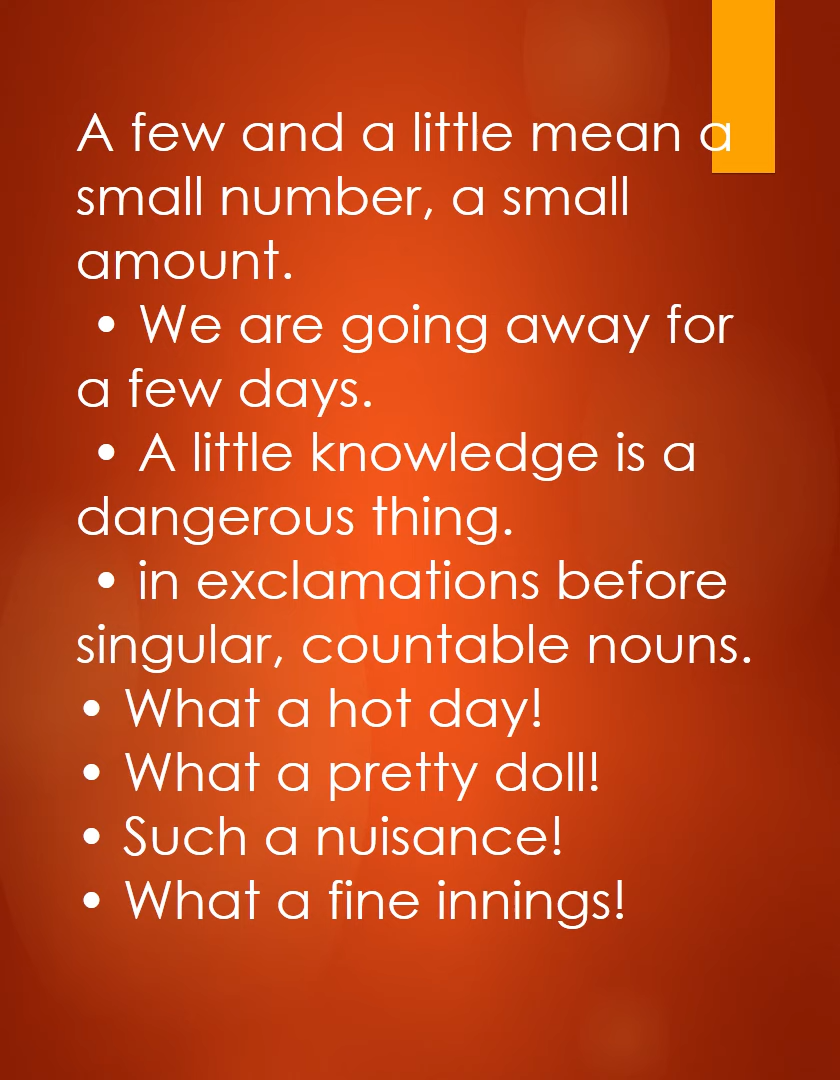 A few and a little mean a
small number, a small
amount.
• We are going away for
a few days.
• A little knowledge is a
dangerous thing.
• in exclamations before
singular, countable nouns.
• What a hot day!
• What a pretty doll!
• Such a nuisance!
• What a fine innings!